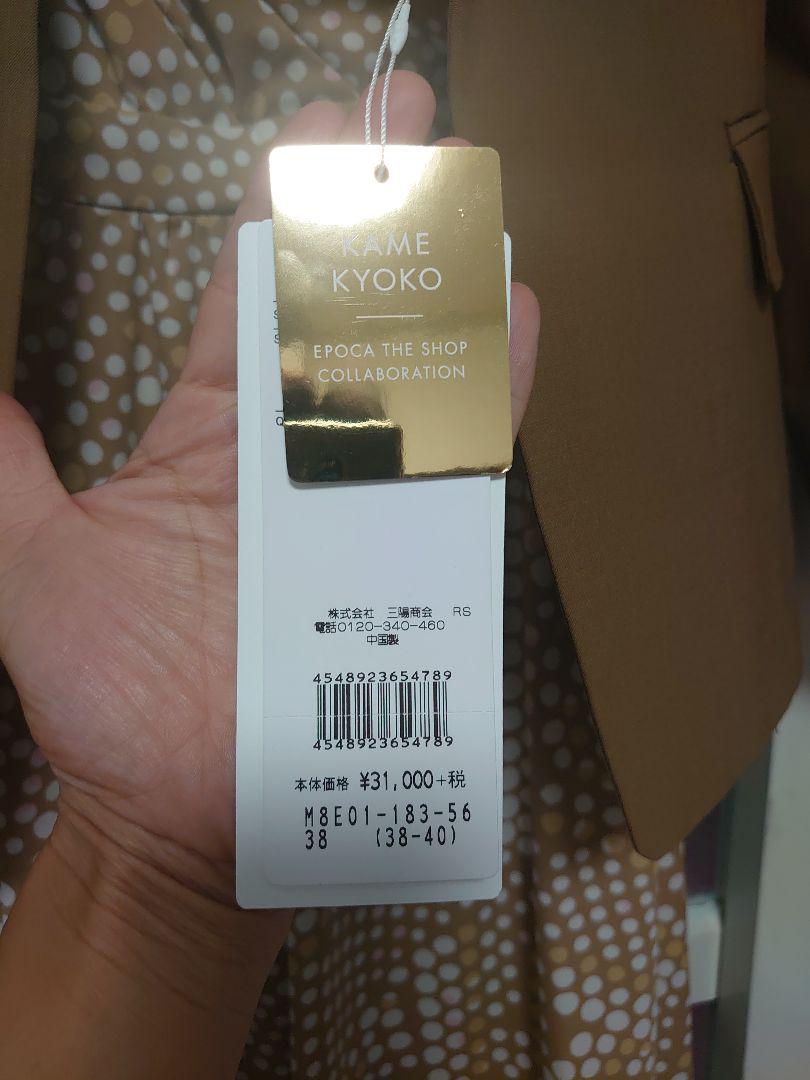 KAME
KYOKO
EPOCA THE SHOP
COLLABORATION
株式会社 三陽商会 RS
電話0120-340-460
中国製
4548923654789
4548923654789
本体価格 ¥31,000+税
M8E01-183-56
38 (38-40)